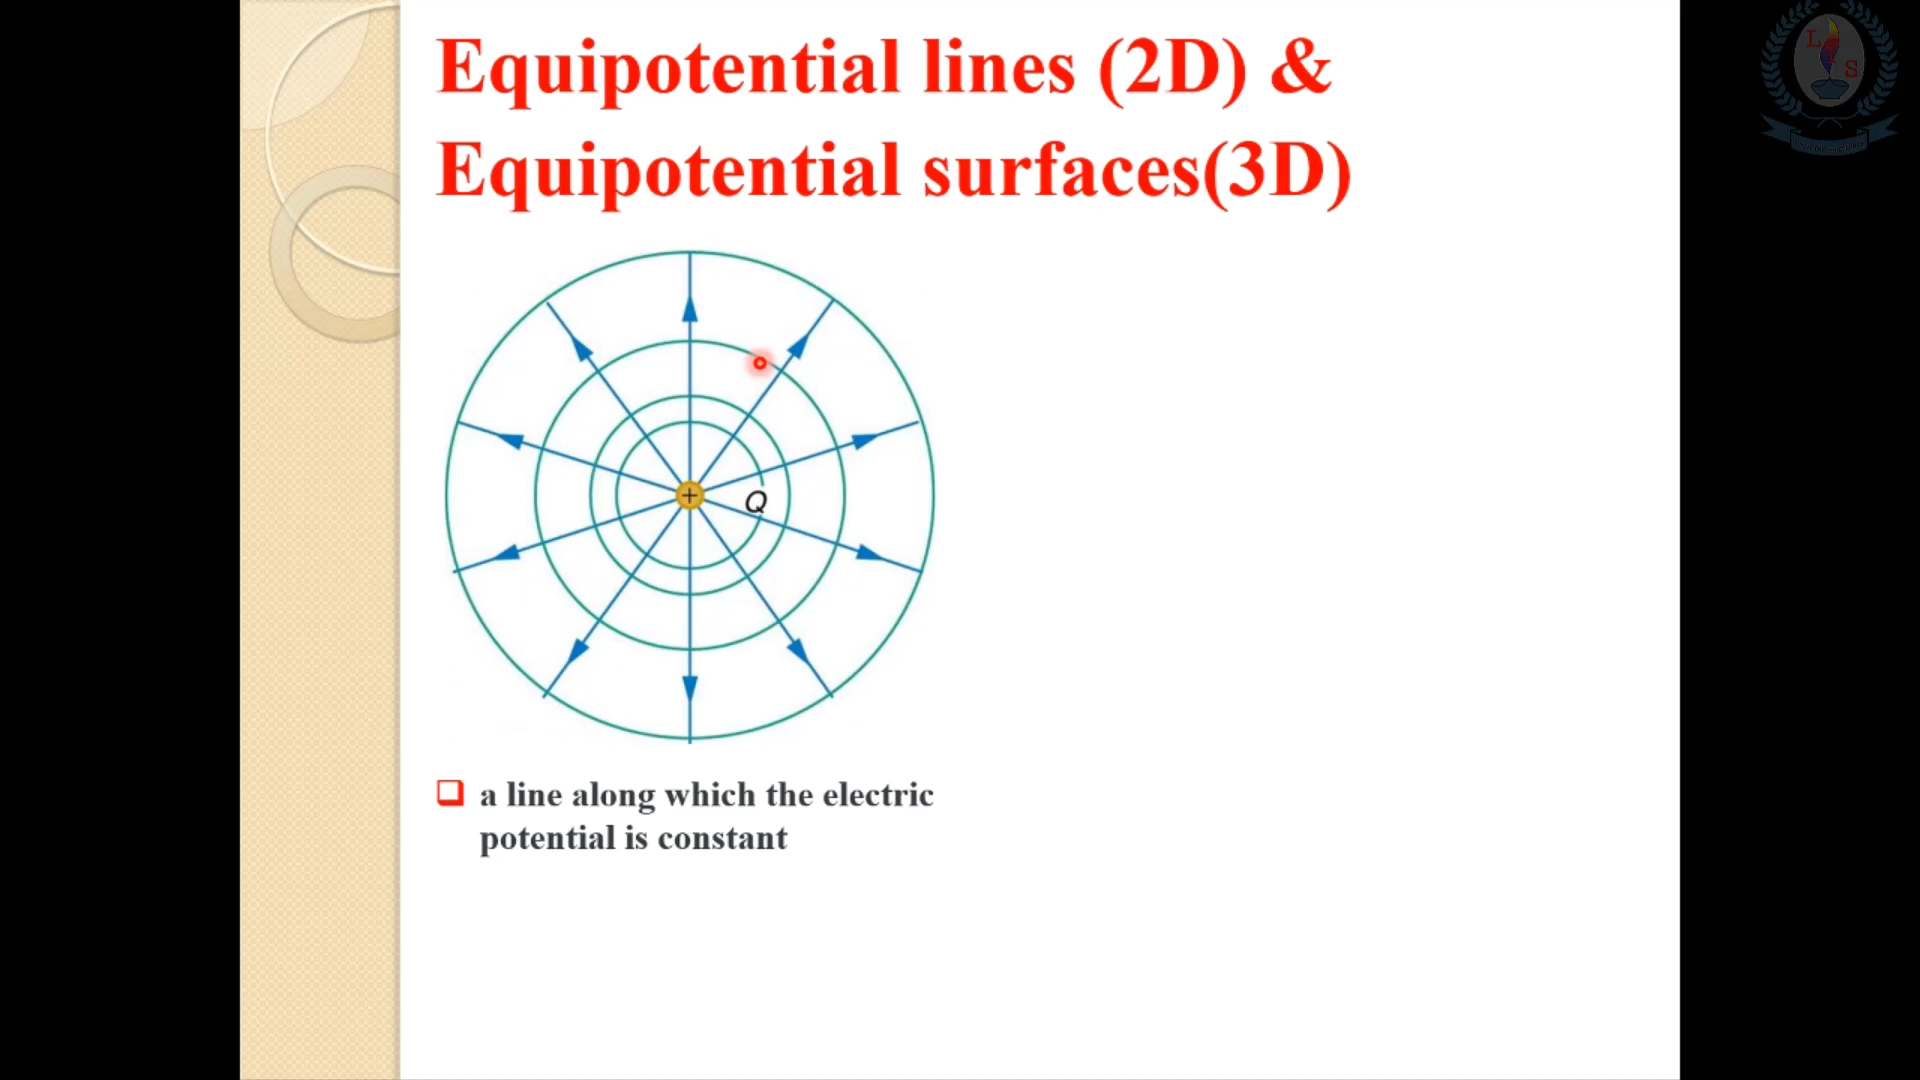 Equipotential lines (2D) &
Equipotential surfaces(3D)
+
Q
a line along which the electric
potential is constant
L
S